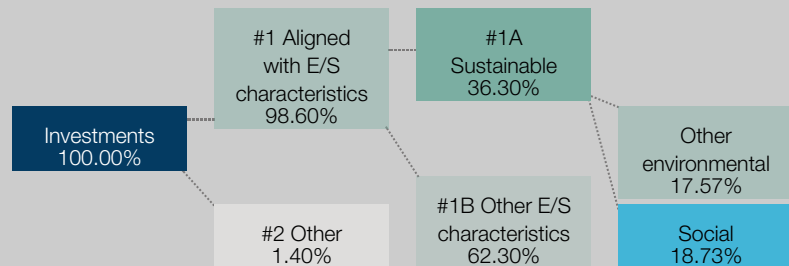 #1 Aligned
with E/S
characteristics
98.60%
#1A
Sustainable
36.30%
Investments
100.00%
Other
environmental
17.57%
#2 Other
1.40%
#1B Other E/S
characteristics
62.30%
Social
18.73%